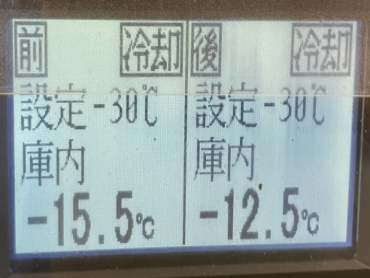 前 冷却
設定-30℃
庫内
-15.5℃
後 冷却
設定-30℃
庫内
-12.5℃